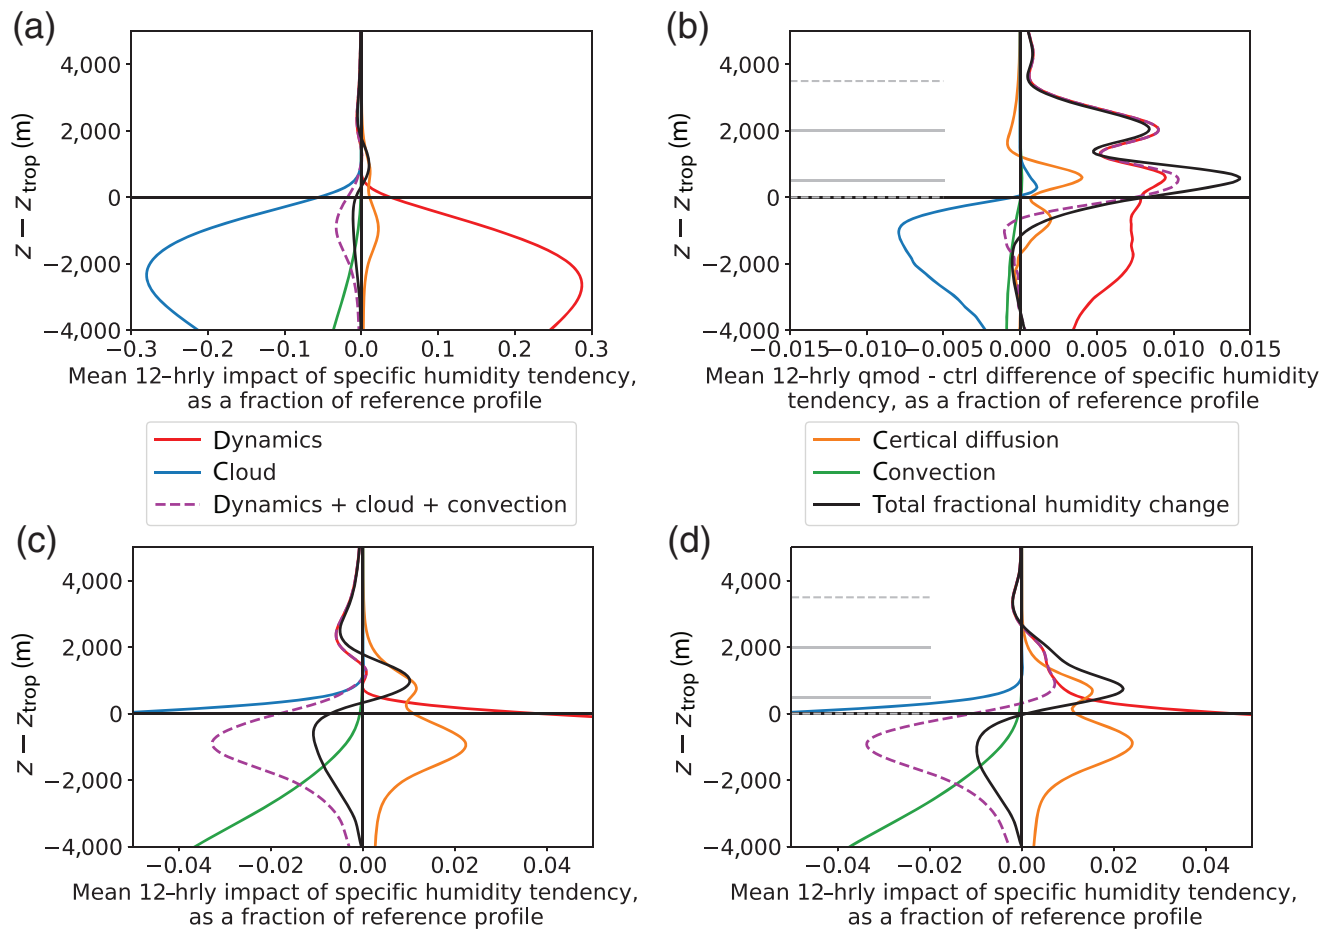 (a)
(b)
4,000
2,000
0
−2,000
−4,000
z − z_trop (m)
−0.3
−0.2
−0.1
0.0
0.1
0.2
0.3
Mean 12–hrly impact of specific humidity tendency,
as a fraction of reference profile
4,000
2,000
0
−2,000
−4,000
z − z_trop (m)
−0.015
−0.010
−0.005
0.000
0.005
0.010
0.015
Mean 12–hrly qmod - ctrl difference of specific humidity
tendency, as a fraction of reference profile
Dynamics
Cloud
Dynamics + cloud + convection
Certical diffusion
Convection
Total fractional humidity change
(c)
(d)
4,000
2,000
0
−2,000
−4,000
z − z_trop (m)
−0.04
−0.02
0.00
0.02
0.04
Mean 12–hrly impact of specific humidity tendency,
as a fraction of reference profile
4,000
2,000
0
−2,000
−4,000
z − z_trop (m)
−0.04
−0.02
0.00
0.02
0.04
Mean 12–hrly impact of specific humidity tendency,
as a fraction of reference profile